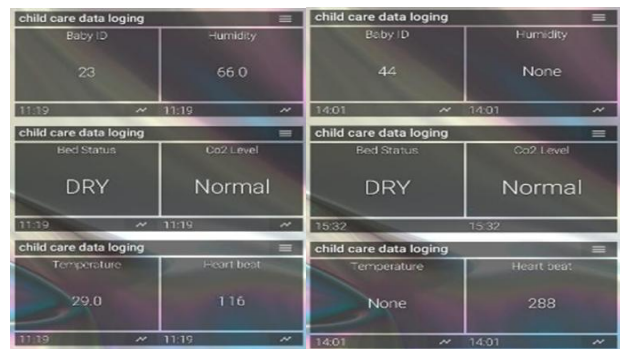 child care data loging
Baby ID Humidity
23 66.0
11:19 11:19
child care data loging
Bed Status Co2 Level
DRY Normal
11:19 11:19
child care data loging
Temperature Heart beat
29.0 116
11:19 11:19
child care data loging
Baby ID Humidity
44 None
14:01 14:01
child care data loging
Bed Status Co2 Level
DRY Normal
15:32 15:32
child care data loging
Temperature Heart beat
None 288
14:01 14:01